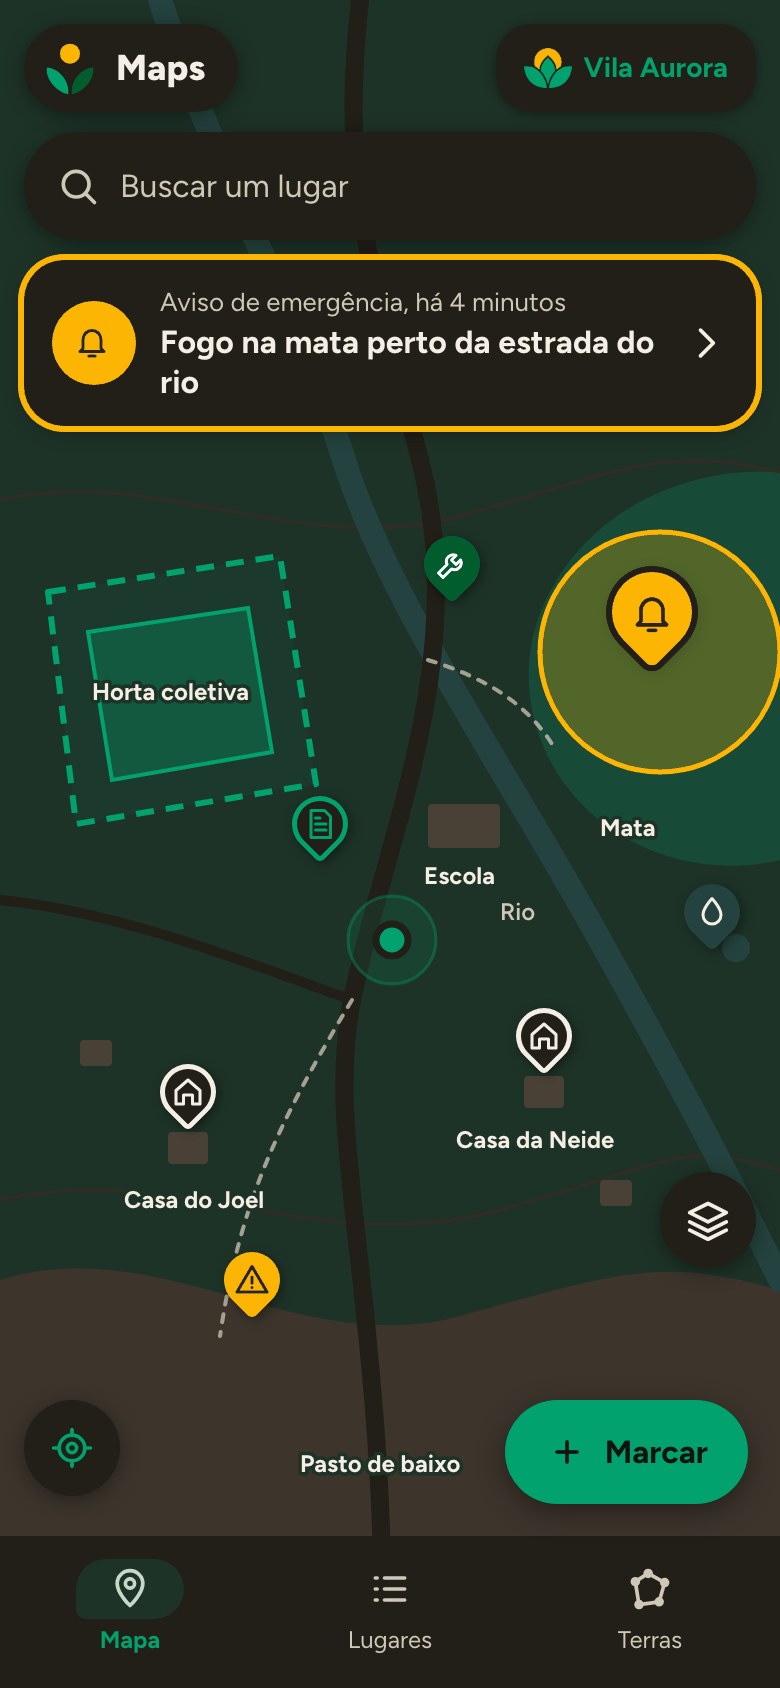 Maps
Vila Aurora
Buscar um lugar
Aviso de emergência, há 4 minutos
Fogo na mata perto da estrada do
rio
Horta coletiva
Mata
Escola
Rio
Casa da Neide
Casa do Joel
Pasto de baixo
Marcar
Mapa
Lugares
Terras